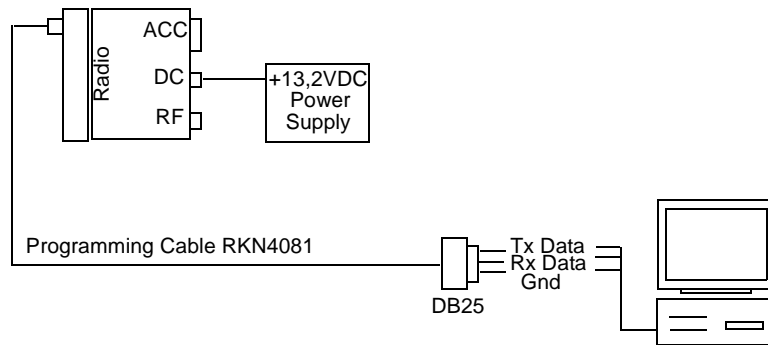 ACC
DC
RF
Radio
+13,2VDC
Power
Supply
Programming Cable RKN4081
Tx Data
Rx Data
Gnd
DB25